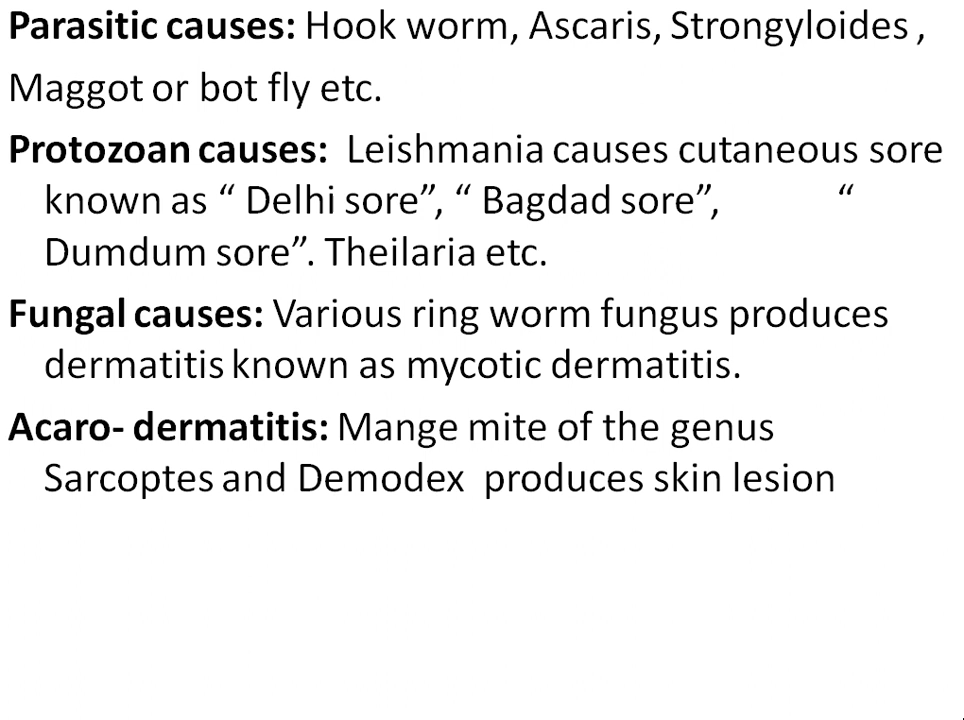 Parasitic causes: Hook worm, Ascaris, Strongyloides ,
Maggot or bot fly etc.
Protozoan causes:  Leishmania causes cutaneous sore
known as “ Delhi sore”, “ Bagdad sore”, “
Dumdum sore”. Theilaria etc.
Fungal causes: Various ring worm fungus produces
dermatitis known as mycotic dermatitis.
Acaro- dermatitis: Mange mite of the genus
Sarcoptes and Demodex  produces skin lesion